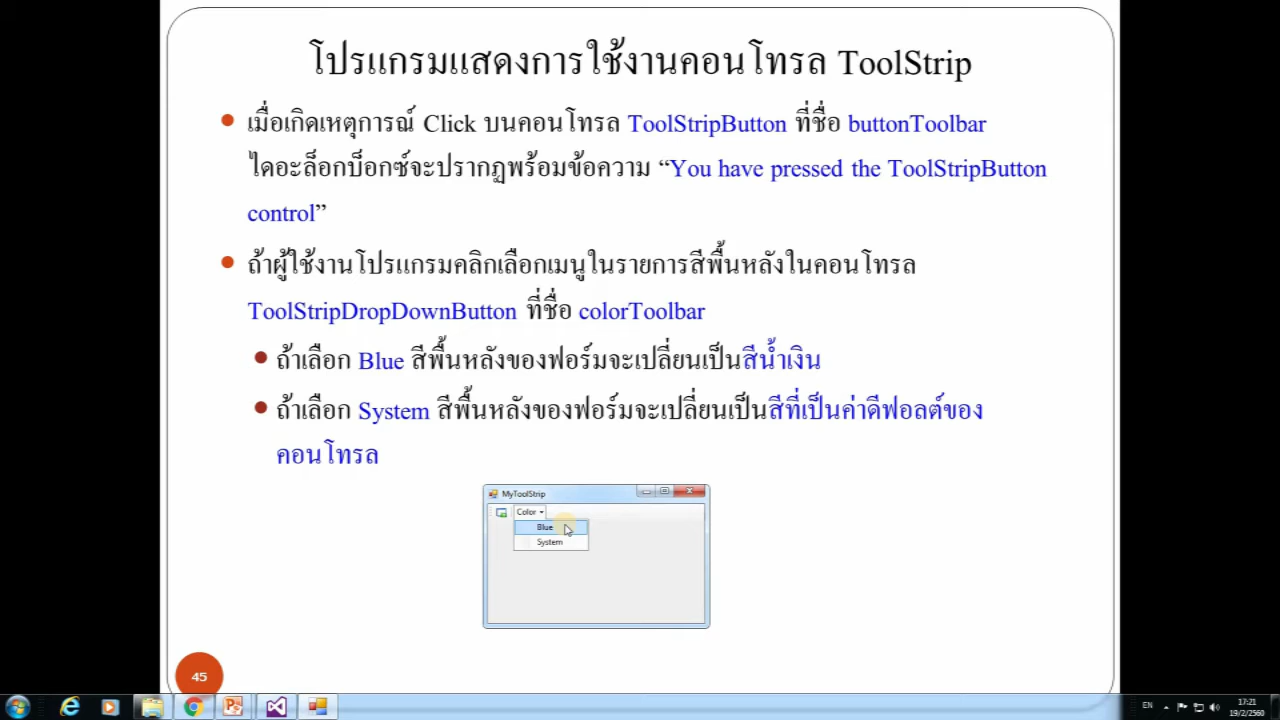 โปรแกรมแสดงการใช้งานคอนโทรล ToolStrip
เมื่อเกิดเหตุการณ์ Click บนคอนโทรล ToolStripButton ที่ชื่อ buttonToolbar
ไดอะล็อกบ็อกซ์จะปรากฏพร้อมข้อความ “You have pressed the ToolStripButton
control”
ถ้าผู้ใช้งานโปรแกรมคลิกเลือกเมนูในรายการสีพื้นหลังในคอนโทรล
ToolStripDropDownButton ที่ชื่อ colorToolbar
ถ้าเลือก Blue สีพื้นหลังของฟอร์มจะเปลี่ยนเป็นสีน้ำเงิน
ถ้าเลือก System สีพื้นหลังของฟอร์มจะเปลี่ยนเป็นสีที่เป็นค่าดีฟอลต์ของ
คอนโทรล
MyToolStrip
Color
Blue
System
45
EN
17:21
19/2/2560